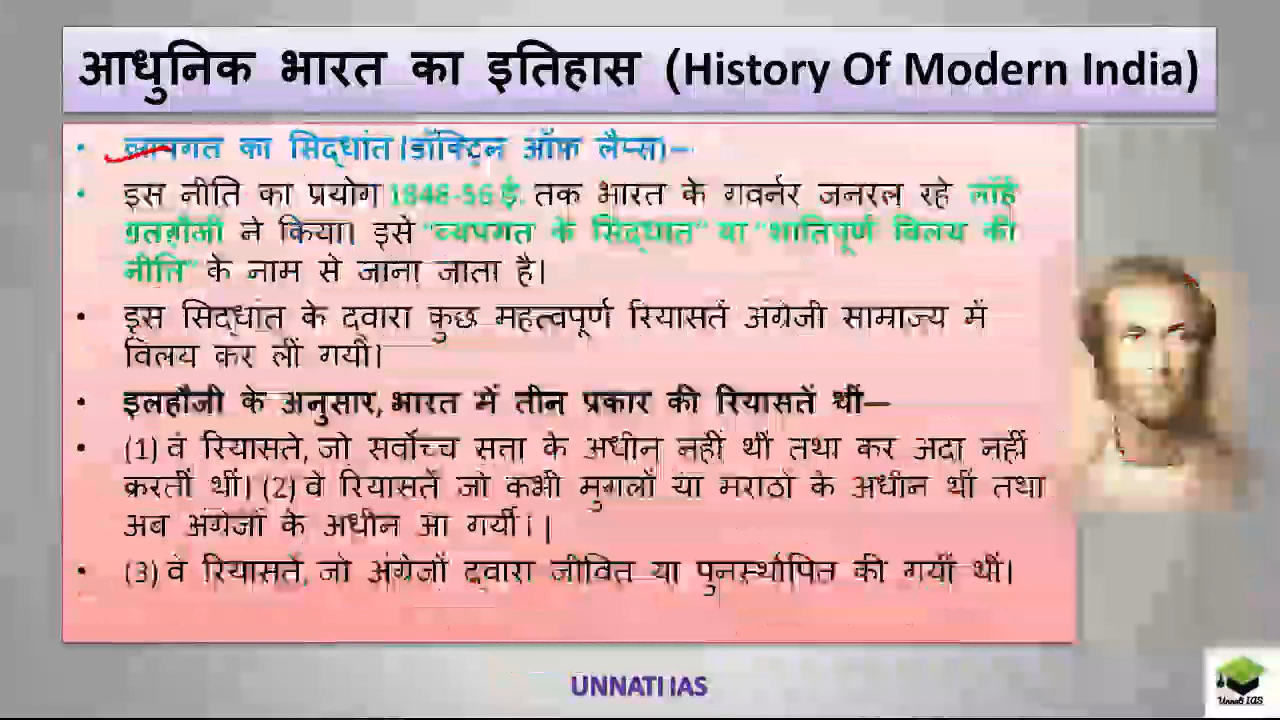 आधुनिक भारत का इतिहास (History Of Modern India)
व्यपगत का सिद्धांत (डॉक्ट्रिन ऑफ लैप्स)—
इस नीति का प्रयोग 1848-56 ई. तक भारत के गवर्नर जनरल रहे लॉर्ड
डलहौजी ने किया। इसे "व्यपगत के सिद्धांत" या "शांतिपूर्ण विलय की
नीति" के नाम से जाना जाता है।
इस सिद्धांत के द्वारा कुछ महत्वपूर्ण रियासतें अंग्रेजी साम्राज्य में
विलय कर ली गयीं।
डलहौजी के अनुसार, भारत में तीन प्रकार की रियासतें थीं—
(1) वे रियासतें, जो सर्वोच्च सत्ता के अधीन नहीं थीं तथा कर अदा नहीं
करती थीं। (2) वे रियासतें जो कभी मुगलों या मराठों के अधीन थीं तथा
अब अंग्रेजों के अधीन आ गयीं। |
(3) वे रियासतें, जो अंग्रेजों द्वारा जीवित या पुनर्स्थापित की गयीं थीं।
UNNATI IAS
Unnati IAS